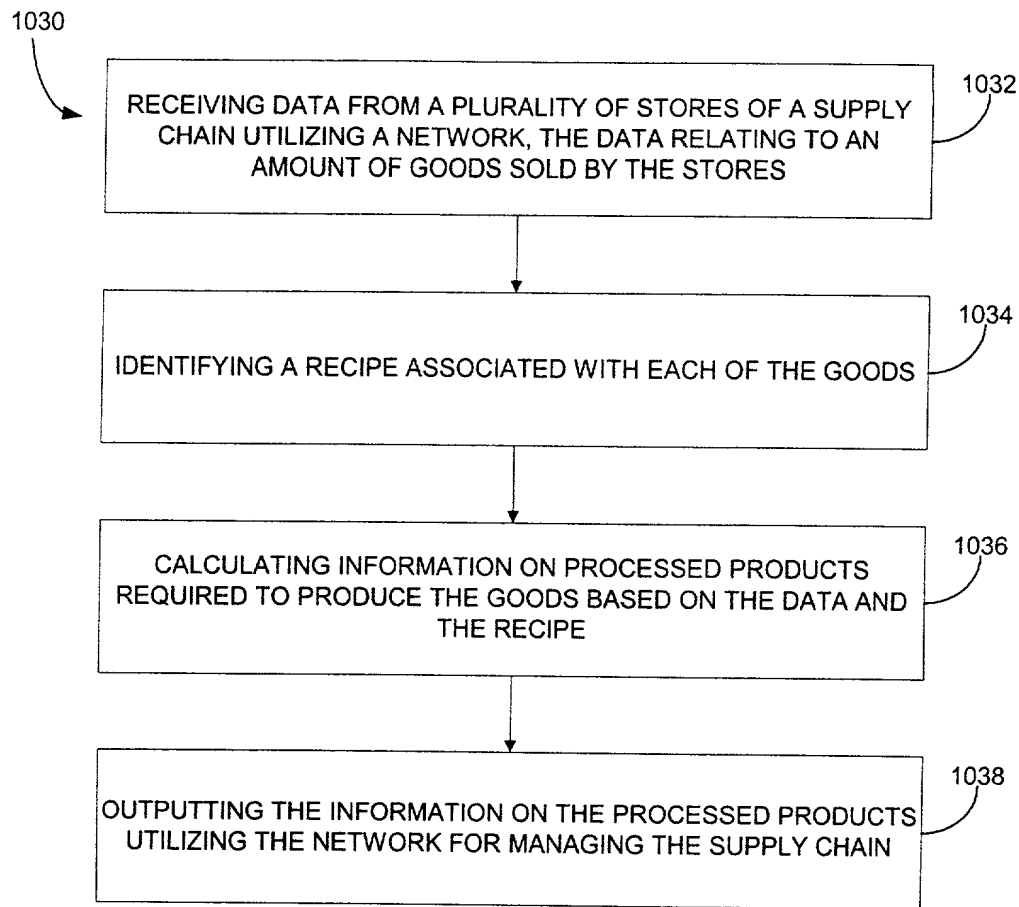 1030
1032
RECEIVING DATA FROM A PLURALITY OF STORES OF A SUPPLY
CHAIN UTILIZING A NETWORK, THE DATA RELATING TO AN
AMOUNT OF GOODS SOLD BY THE STORES
1034
IDENTIFYING A RECIPE ASSOCIATED WITH EACH OF THE GOODS
1036
CALCULATING INFORMATION ON PROCESSED PRODUCTS
REQUIRED TO PRODUCE THE GOODS BASED ON THE DATA AND
THE RECIPE
1038
OUTPUTTING THE INFORMATION ON THE PROCESSED PRODUCTS
UTILIZING THE NETWORK FOR MANAGING THE SUPPLY CHAIN